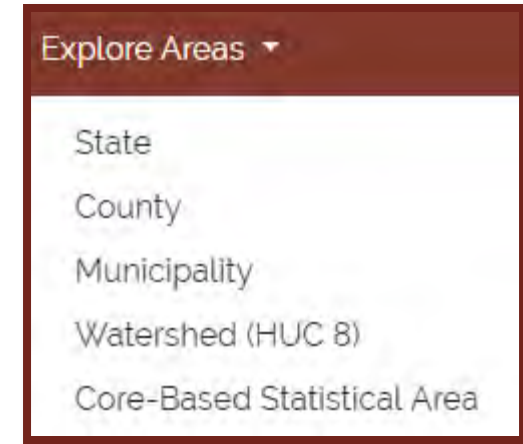 Explore Areas
State
County
Municipality
Watershed (HUC 8)
Core-Based Statistical Area